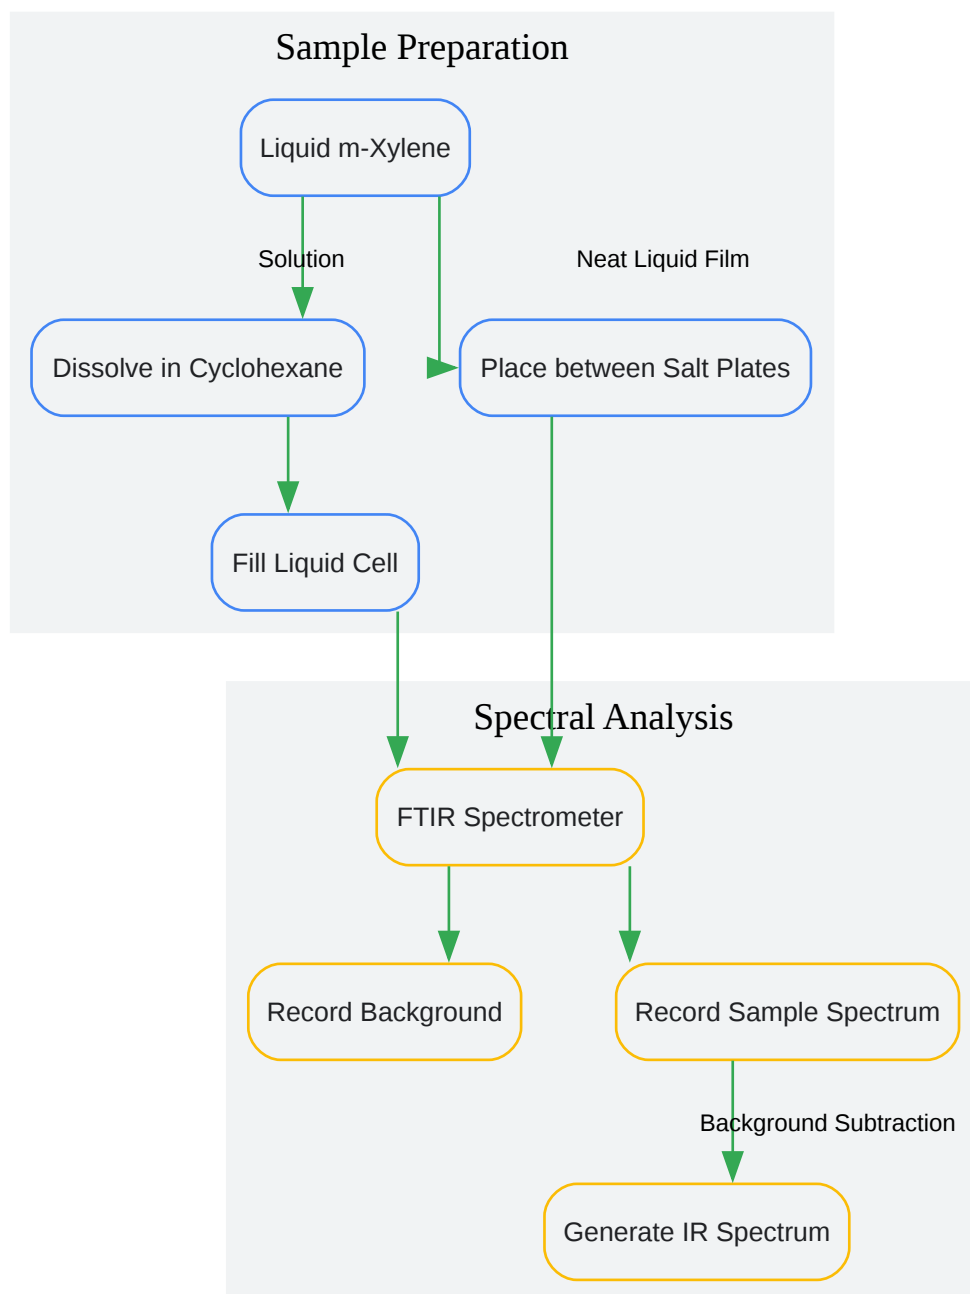 Sample Preparation
Liquid m-Xylene
Solution
Neat Liquid Film
Dissolve in Cyclohexane
Place between Salt Plates
Fill Liquid Cell
Spectral Analysis
FTIR Spectrometer
Record Background
Record Sample Spectrum
Background Subtraction
Generate IR Spectrum